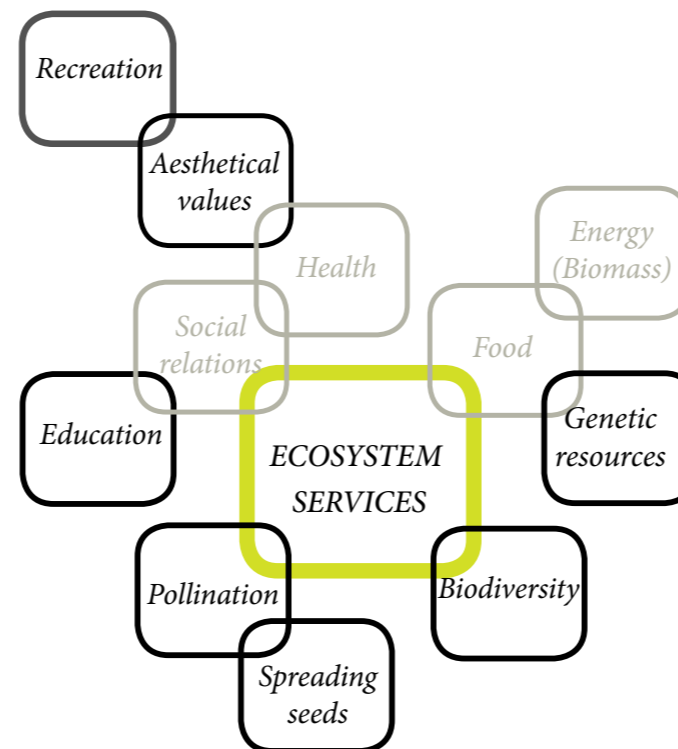 Recreation
Aesthetical
values
Health
Energy
(Biomass)
Social
relations
Food
Education
Genetic
resources
ECOSYSTEM
SERVICES
Pollination
Biodiversity
Spreading
seeds